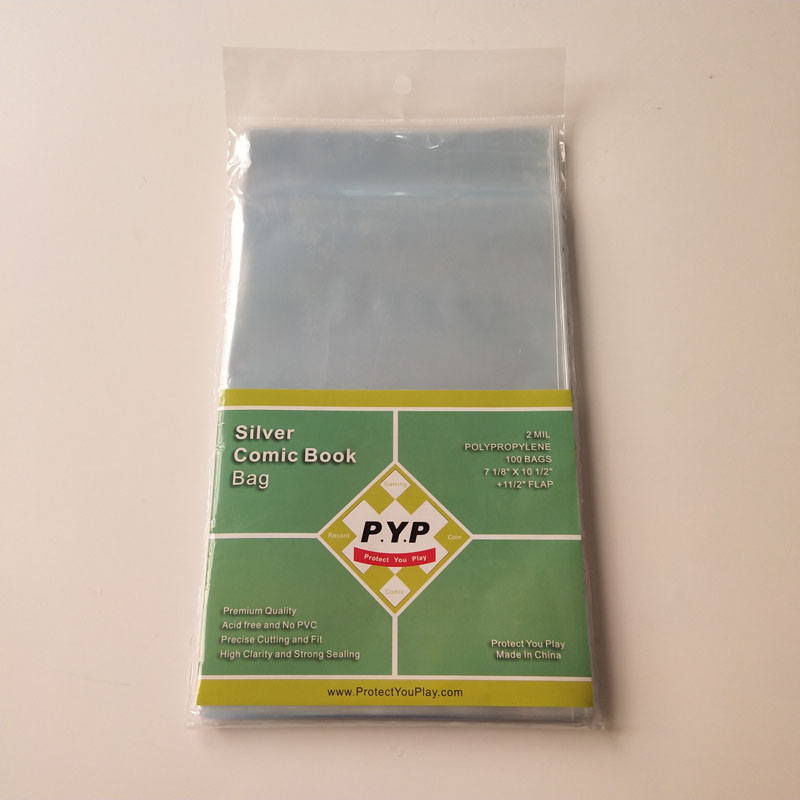 Silver
Comic Book
Bag
2 MIL
POLYPROPYLENE
100 BAGS
7 1/8" X 10 1/2"
+11/2" FLAP
Gaming
Record
P.Y.P
Coin
Protect You Play
Comic
Premium Quality
Acid free and No PVC
Precise Cutting and Fit
High Clarity and Strong Sealing
Protect You Play
Made In China
www.ProtectYouPlay.com